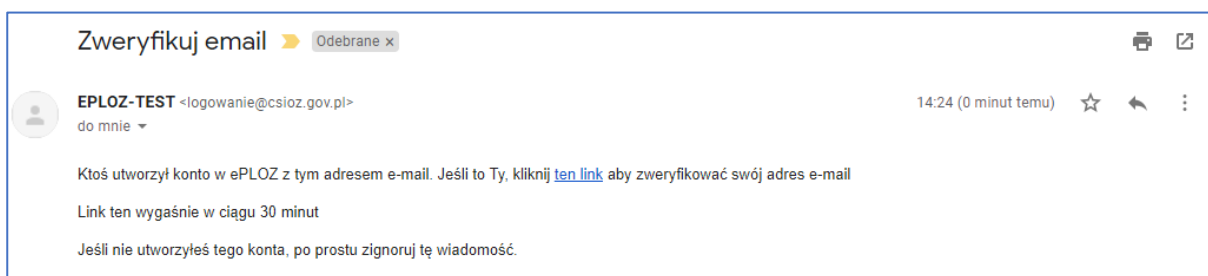 Zweryfikuj email Odebrane x
EPLOZ-TEST <logowanie@csioz.gov.pl> 14:24 (0 minut temu)
do mnie
Ktoś utworzył konto w ePLOZ z tym adresem e-mail. Jeśli to Ty, kliknij ten link aby zweryfikować swój adres e-mail
Link ten wygaśnie w ciągu 30 minut
Jeśli nie utworzyłeś tego konta, po prostu zignoruj tę wiadomość.